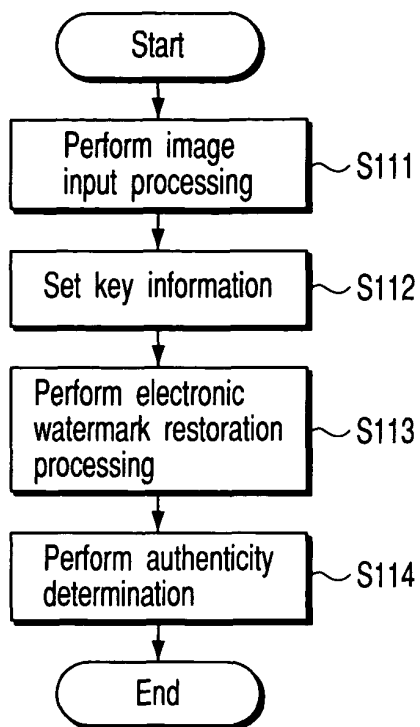 Start
Perform image
input processing
S111
Set key information
S112
Perform electronic
watermark restoration
processing
S113
Perform authenticity
determination
S114
End